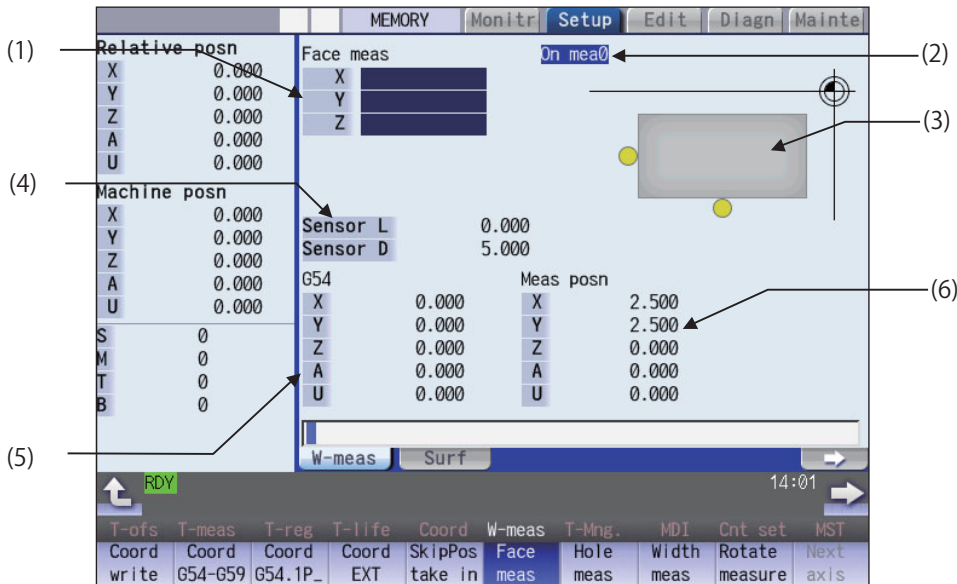 MEMORY Monitr Setup Edit Diagn Mainte
(1)
(2)
(3)
(4)
(5)
(6)
Relative posn
X 0.000
Y 0.000
Z 0.000
A 0.000
U 0.000
Machine posn
X 0.000
Y 0.000
Z 0.000
A 0.000
U 0.000
S 0
M 0
T 0
B 0
Face meas
X
Y
Z
On mea0
Sensor L 0.000
Sensor D 5.000
G54
X 0.000
Y 0.000
Z 0.000
A 0.000
U 0.000
Meas posn
X 2.500
Y 2.500
Z 0.000
A 0.000
U 0.000
W-meas Surf
RDY 14:01
T-ofs T-meas T-reg T-life Coord W-meas T-Mng. MDI Cnt set MST
Coord Coord Coord Coord SkipPos Face Hole Width Rotate Next
write G54-G59 G54.1P_ EXT take in meas meas meas measure axis